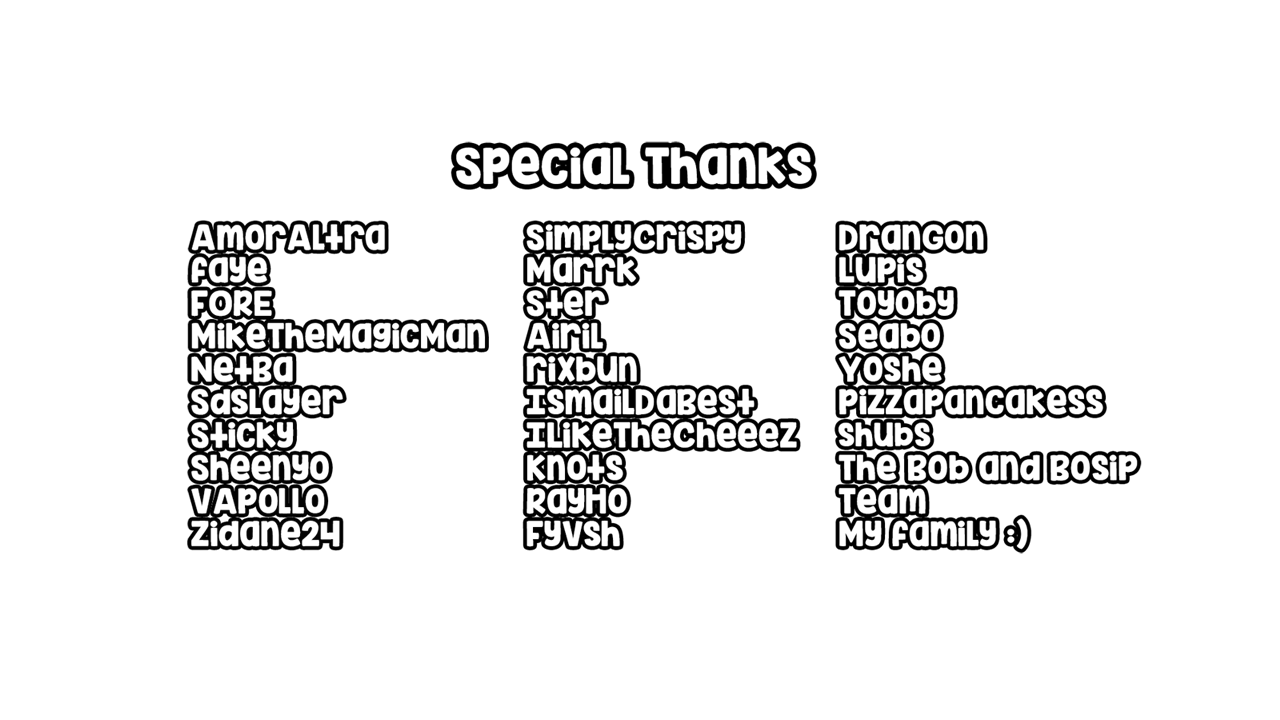 Special Thanks
AmorAltra
faye
FORE
MikeTheMagicMan
NetBa
Sdslayer
Sticky
Sheenyo
VAPOLLO
Zidane24
SimplyCrispy
Marrk
Ster
Airil
rixbun
IsmailDaBest
ILikeTheCheeez
Knots
RayHO
Fyvsh
Drangon
Lupis
Toyoby
Seabo
Yoshe
PizzaPancakess
Shubs
The Bob and Bosip
Team
My family :)